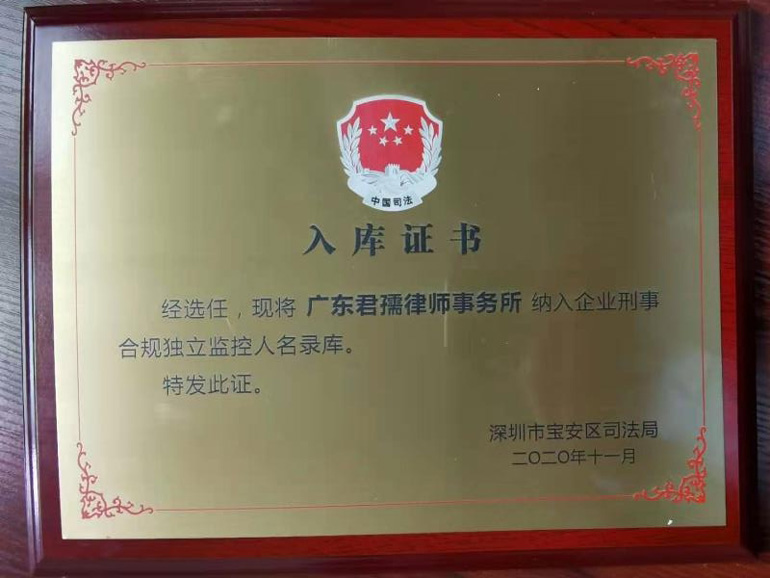 中国司法
入库证书
经选任，现将 广东君孺律师事务所 纳入企业刑事
合规独立监控人名录库。
特发此证。
深圳市宝安区司法局
二〇二〇年十一月